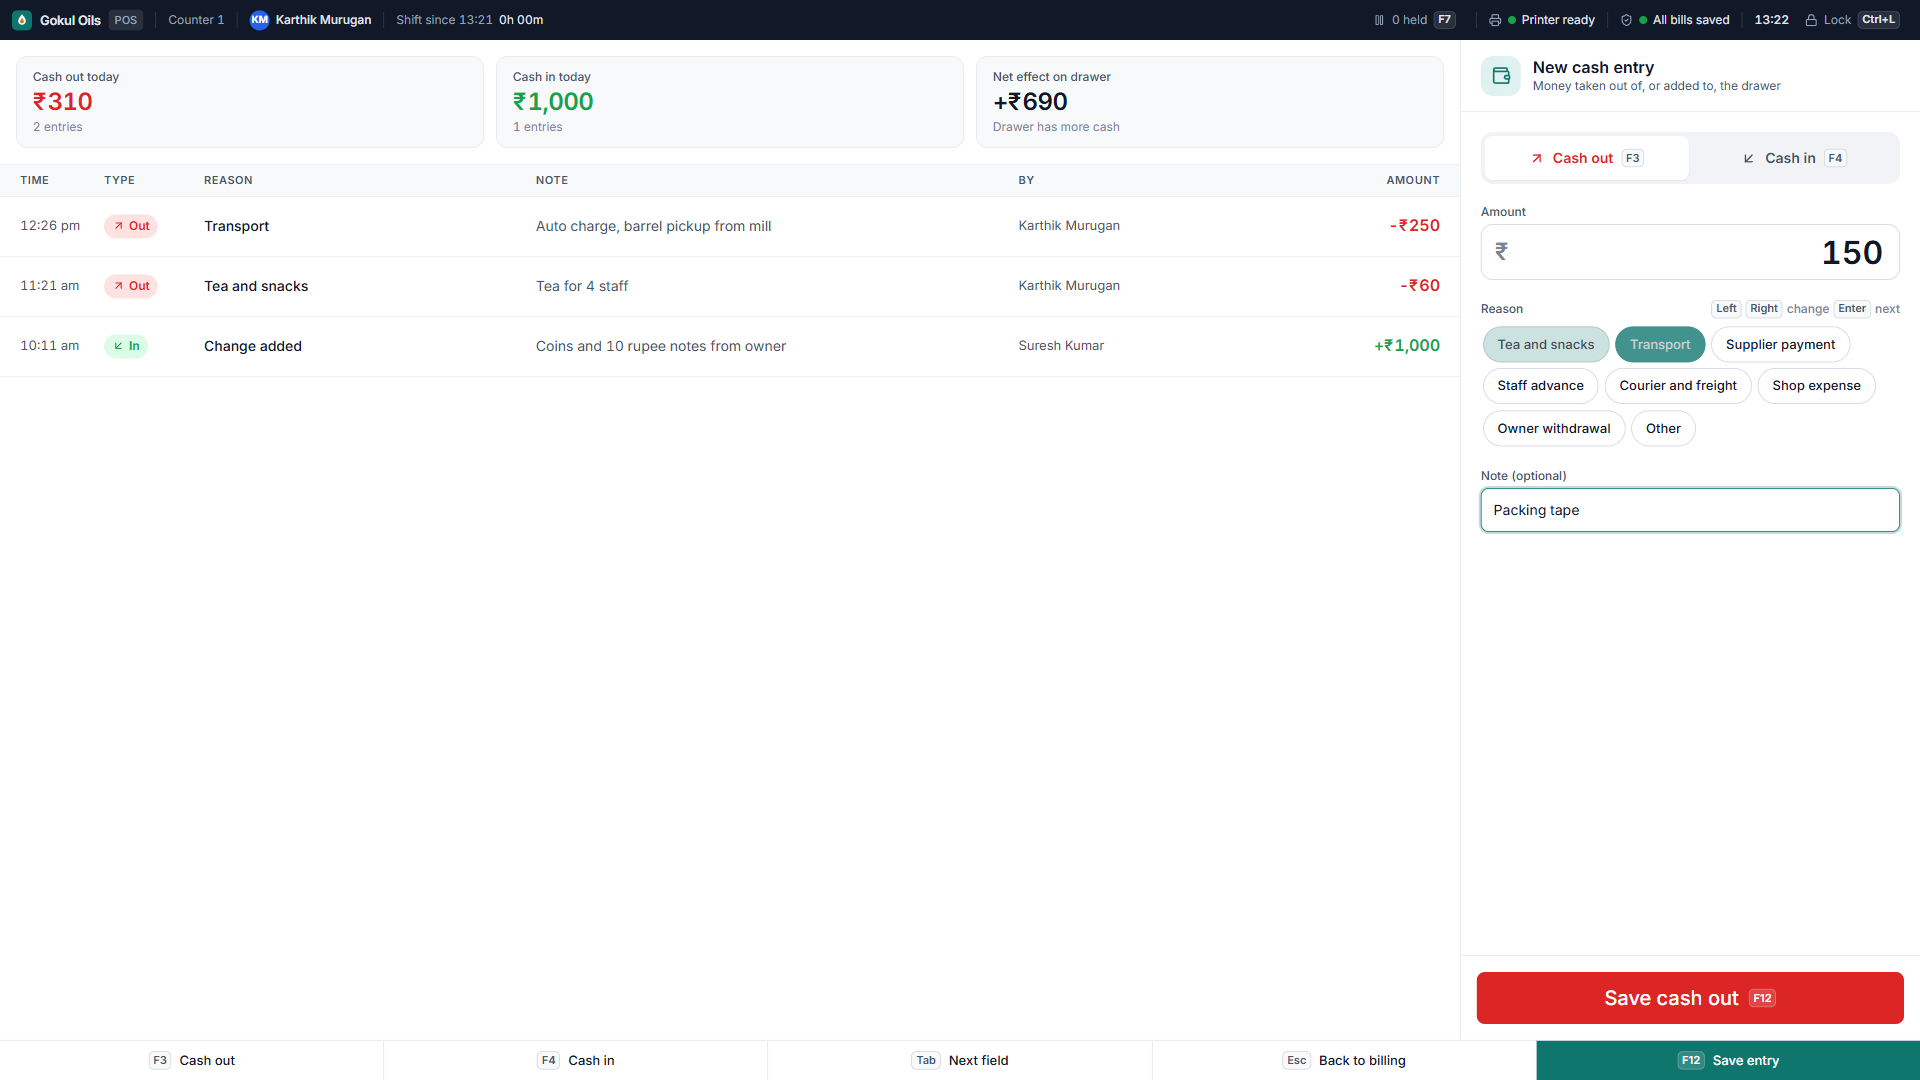 Gokul Oils POS Counter 1 KM Karthik Murugan Shift since 13:21 0h 00m 0 held F7 Printer ready All bills saved 13:22 Lock Ctrl+L
Cash out today
₹310
2 entries
Cash in today
₹1,000
1 entries
Net effect on drawer
+₹690
Drawer has more cash
TIME TYPE REASON NOTE BY AMOUNT
12:26 pm Out Transport Auto charge, barrel pickup from mill Karthik Murugan -₹250
11:21 am Out Tea and snacks Tea for 4 staff Karthik Murugan -₹60
10:11 am In Change added Coins and 10 rupee notes from owner Suresh Kumar +₹1,000
New cash entry
Money taken out of, or added to, the drawer
Cash out F3 Cash in F4
Amount
₹ 150
Reason Left Right change Enter next
Tea and snacks Transport Supplier payment
Staff advance Courier and freight Shop expense
Owner withdrawal Other
Note (optional)
Packing tape
Save cash out F12
F3 Cash out F4 Cash in Tab Next field Esc Back to billing F12 Save entry